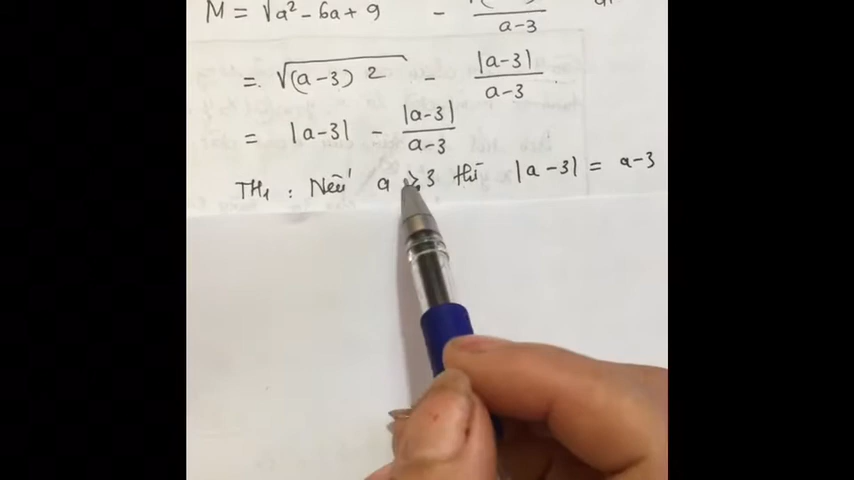 M = √a² - 6a + 9 - /a-3
= √(a-3)² - |a-3|/a-3
= |a-3| - |a-3|/a-3
TH₁ : Nếu a ≥ 3 thì |a-3| = a-3